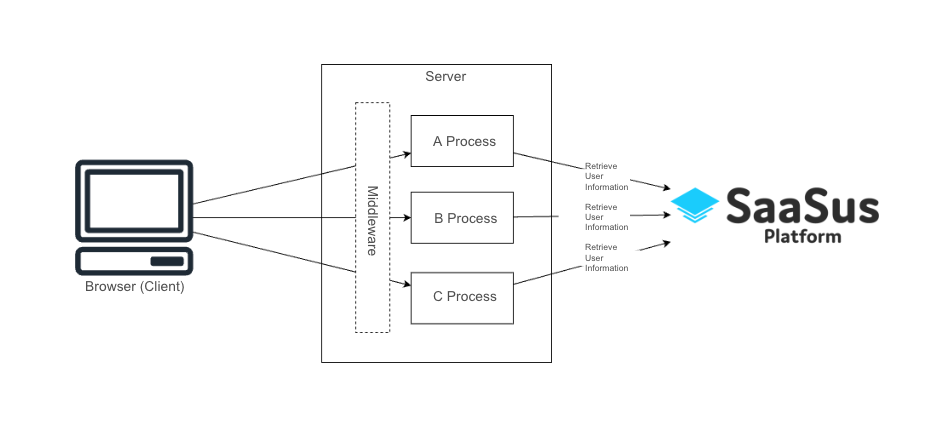 Server
A Process
Middleware
B Process
C Process
Browser (Client)
Retrieve
User
Information
Retrieve
User
Information
Retrieve
User
Information
SaaSus
Platform